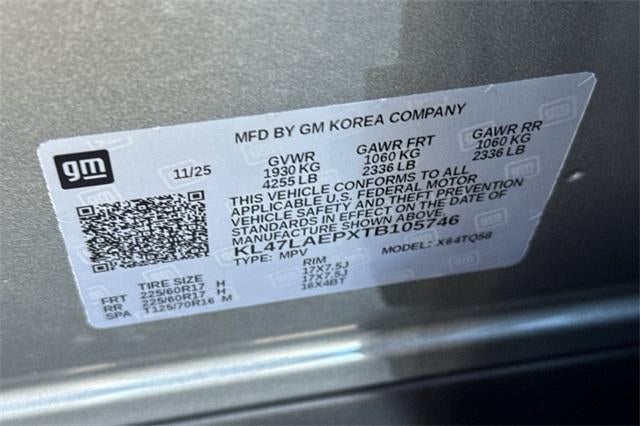 MFD BY GM KOREA COMPANY
gm
11/25 GVWR GAWR FRT GAWR RR
1930 KG 1060 KG 1060 KG
4255 LB 2336 LB 2336 LB
THIS VEHICLE CONFORMS TO ALL
APPLICABLE U.S. FEDERAL MOTOR
VEHICLE SAFETY AND THEFT PREVENTION
STANDARDS IN EFFECT ON THE DATE OF
MANUFACTURE SHOWN ABOVE.
KL47LAEPXTB105746
TYPE: MPV MODEL: X64TQ58
TIRE SIZE RIM
FRT 225/60R17 H 17X7.5J
RR 225/60R17 H 17X7.5J
SPA T125/70R16 M 16X4BT